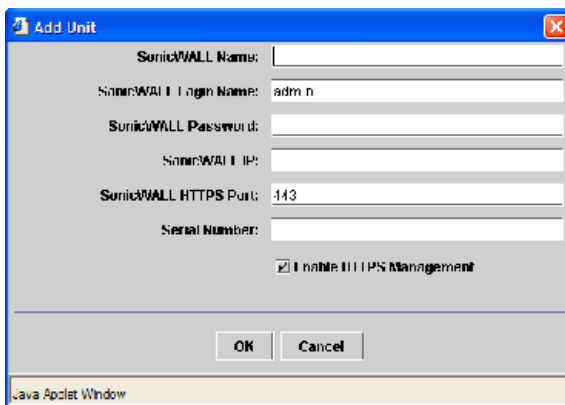 Add Unit
SonicWALL Name:
SonicWALL Login Name: admin
SonicWALL Password:
SonicWALL IP:
SonicWALL HTTPS Port: 443
Serial Number:
Enable HTTPS Management
OK Cancel
Java Applet Window